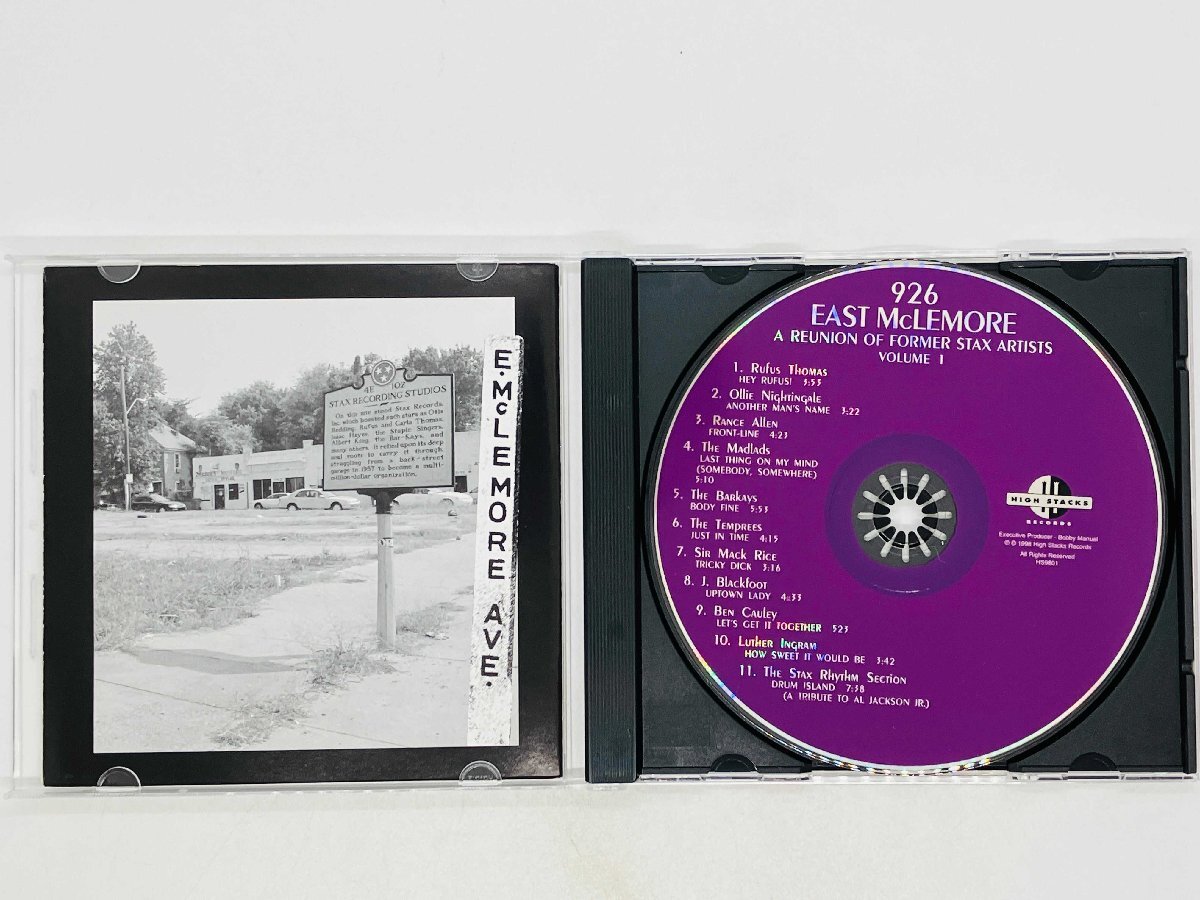 4E 102
STAX RECORDING STUDIOS
On this site stood Stax Records,
Inc. which boasted such stars as Otis
Redding, Rufus and Carla Thomas,
Isaac Hayes, the Staple Singers,
Albert King, the Bar-Kays, and
many others. It relied upon its deep
soul roots to carry it through,
struggling from a back-street
garage in 1957 to become a multi-
million-dollar organization.
E. McLEMORE AVE.
926
EAST McLEMORE
A REUNION OF FORMER STAX ARTISTS
VOLUME 1
1. Rufus Thomas
HEY RUFUS! 5:53
2. Ollie Nightingale
ANOTHER MAN'S NAME 3:22
3. Rance Allen
FRONT-LINE 4:23
4. The Madlads
LAST THING ON MY MIND
(SOMEBODY, SOMEWHERE)
5:10
5. The Barkays
BODY FINE 5:53
6. The Temprees
JUST IN TIME 4:15
7. Sir Mack Rice
TRICKY DICK 3:16
8. J. Blackfoot
UPTOWN LADY 4:33
9. Ben Cauley
LET'S GET IT TOGETHER 523
10. Luther Ingram
HOW SWEET IT WOULD BE 3:42
11. The Stax Rhythm Section
DRUM ISLAND 7:38
(A TRIBUTE TO AL JACKSON JR.)
HIGH STACKS
RECORDS
Executive Producer - Bobby Manuel
℗ © 1998 High Stacks Records
All Rights Reserved
HS9801